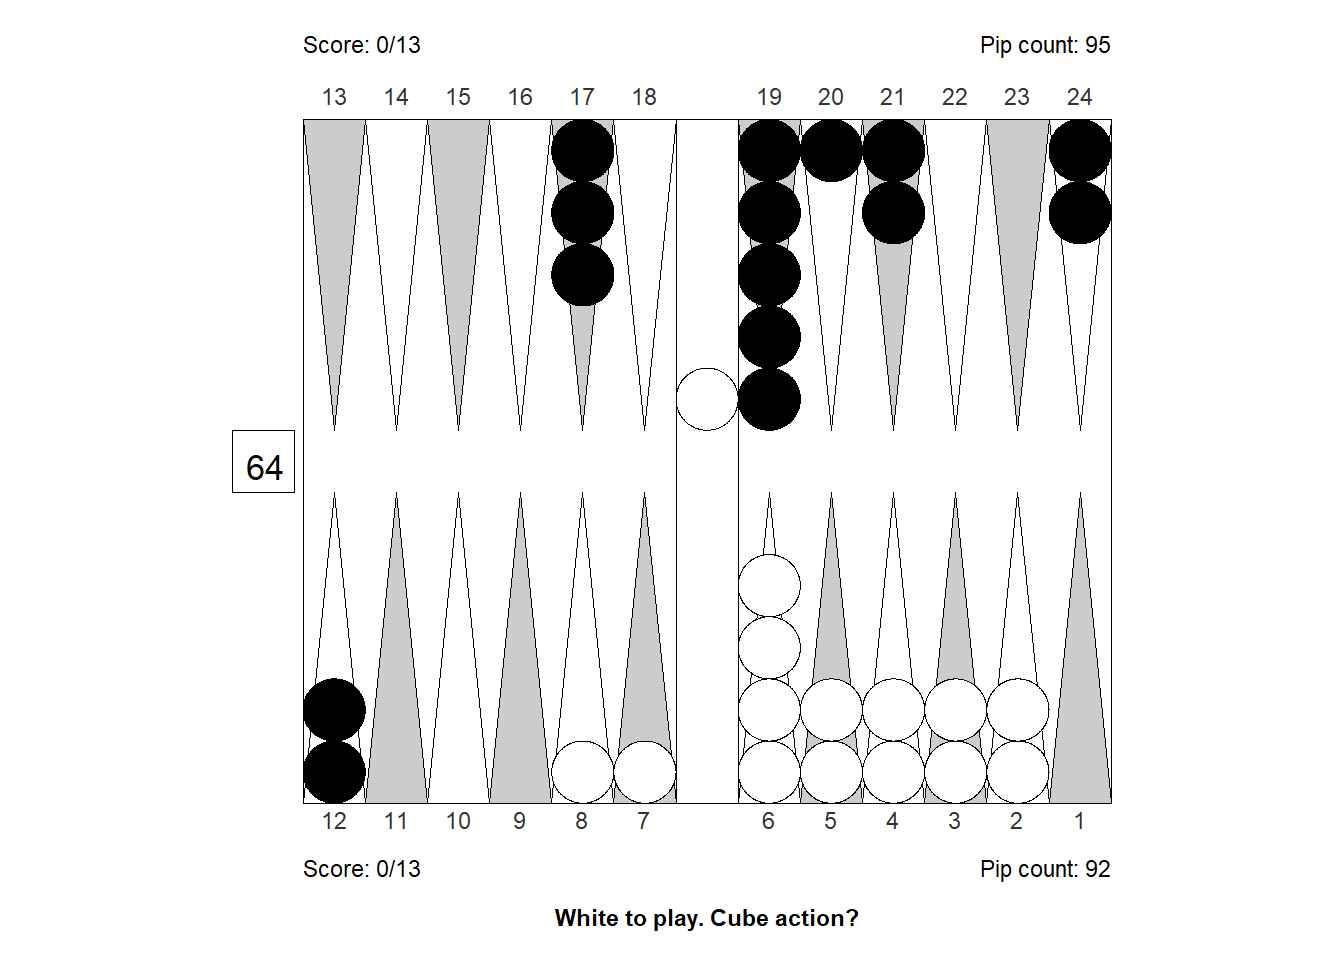 Score: 0/13 Pip count: 95
13 14 15 16 17 18 19 20 21 22 23 24
64
12 11 10 9 8 7 6 5 4 3 2 1
Score: 0/13 Pip count: 92
White to play. Cube action?